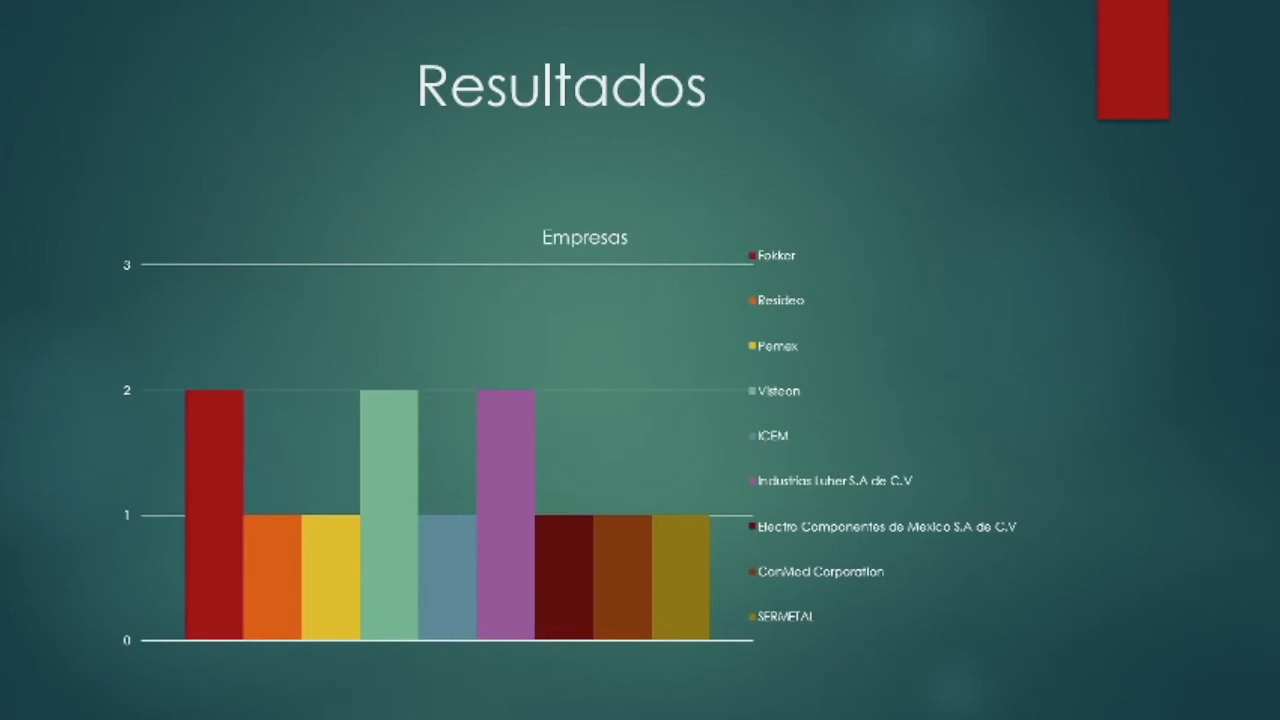 Resultados
Empresas
3
2
1
0
Fokker
Resideo
Pemex
Visteon
ICEM
Industrias Luher S.A de C.V
Electro Componentes de Mexico S.A de C.V
ConMed Corporation
SERMETAL